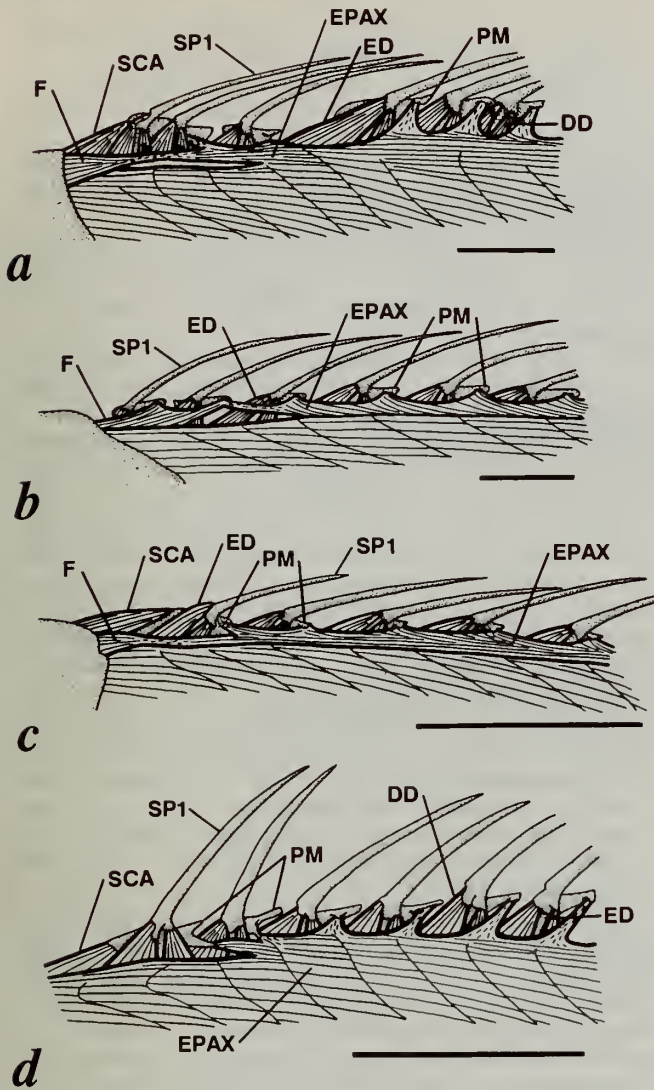 EPAX
SP1 ED PM
SCA
F
DD
a
EPAX
ED PM
SP1
F
b
SCA ED SP1
PM EPAX
F
c
SP1 DD
PM
SCA
ED
EPAX
d